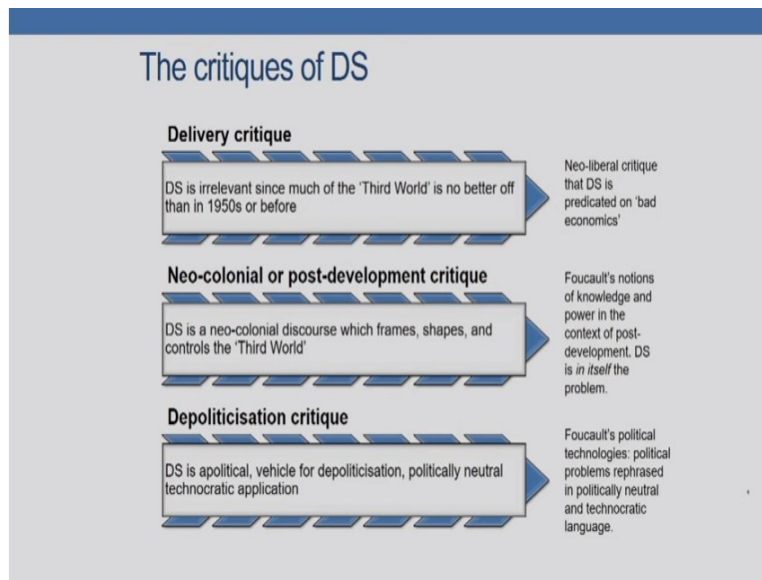 The critiques of DS
Delivery critique
DS is irrelevant since much of the 'Third World' is no better off
than in 1950s or before
Neo-liberal critique
that DS is
predicated on 'bad
economics'
Neo-colonial or post-development critique
DS is a neo-colonial discourse which frames, shapes, and
controls the 'Third World'
Foucault's notions
of knowledge and
power in the
context of post-
development. DS
is in itself the
problem.
Depoliticisation critique
DS is apolitical, vehicle for depoliticisation, politically neutral
technocratic application
Foucault's political
technologies: political
problems rephrased
in politically neutral
and technocratic
language.